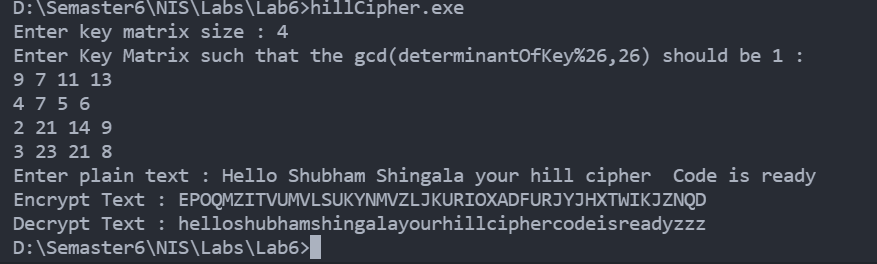 D:\Semaster6\NIS\Labs\Lab6>hillCipher.exe
Enter key matrix size : 4
Enter Key Matrix such that the gcd(determinantOfKey%26,26) should be 1 :
9 7 11 13
4 7 5 6
2 21 14 9
3 23 21 8
Enter plain text : Hello Shubham Shingala your hill cipher  Code is ready
Encrypt Text : EPOQMZITVUMVLSUKYNMVZLJKURIOXADFURJYJHXTWIKJZNQD
Decrypt Text : helloshubhamshingalayourhillciphercodeisreadyzzz
D:\Semaster6\NIS\Labs\Lab6>